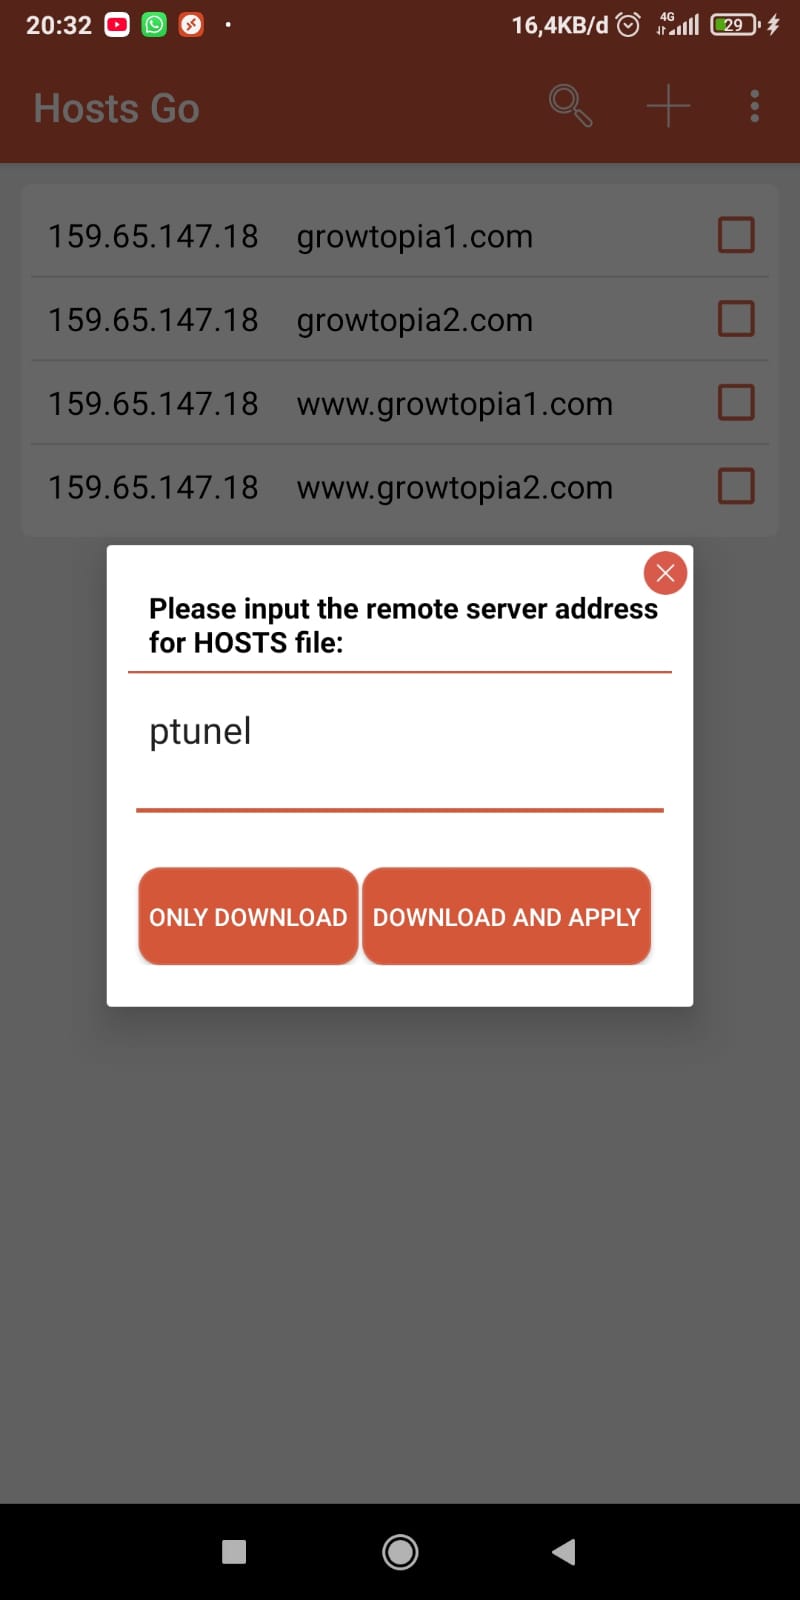 20:32 16,4KB/d 4G 29
Hosts Go
159.65.147.18 growtopia1.com
159.65.147.18 growtopia2.com
159.65.147.18 www.growtopia1.com
159.65.147.18 www.growtopia2.com
Please input the remote server address
for HOSTS file:
ptunel
ONLY DOWNLOAD DOWNLOAD AND APPLY